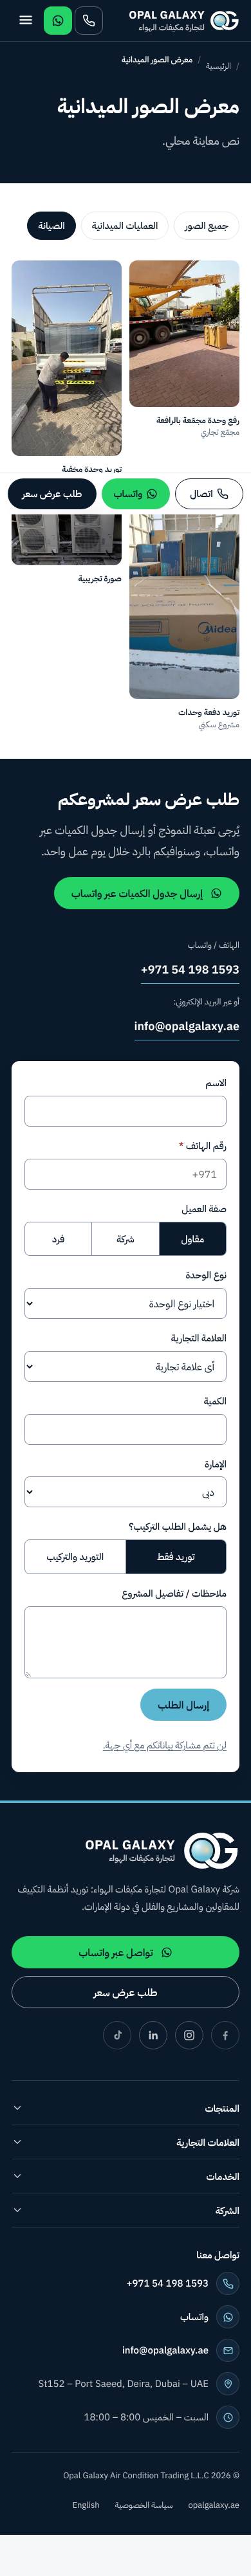 OPAL GALAXY
لتجارة مكيفات الهواء
/ الرئيسية / معرض الصور الميدانية
معرض الصور الميدانية
نص معاينة محلي.
جميع الصور
العمليات الميدانية
الصيانة
رفع وحدة مجمّعة بالرافعة
مجمّع تجاري
توريد وحدة مخفية
اتصال
واتساب
طلب عرض سعر
Midea
توريد دفعة وحدات
مشروع سكني
صورة تجريبية
طلب عرض سعر لمشروعكم
يُرجى تعبئة النموذج أو إرسال جدول الكميات عبر
واتساب، وسنوافيكم بالرد خلال يوم عمل واحد.
إرسال جدول الكميات عبر واتساب
الهاتف / واتساب
+971 54 198 1593
أو عبر البريد الإلكتروني:
info@opalgalaxy.ae
الاسم
رقم الهاتف *
+971
صفة العميل
مقاول
شركة
فرد
نوع الوحدة
اختيار نوع الوحدة
العلامة التجارية
أي علامة تجارية
الكمية
الإمارة
دبي
هل يشمل الطلب التركيب؟
توريد فقط
التوريد والتركيب
ملاحظات / تفاصيل المشروع
إرسال الطلب
لن تتم مشاركة بياناتكم مع أي جهة.
OPAL GALAXY
لتجارة مكيفات الهواء
شركة Opal Galaxy لتجارة مكيفات الهواء: توريد أنظمة التكييف
للمقاولين والمشاريع والفلل في دولة الإمارات.
تواصل عبر واتساب
طلب عرض سعر
المنتجات
العلامات التجارية
الخدمات
الشركة
تواصل معنا
+971 54 198 1593
واتساب
info@opalgalaxy.ae
St152 – Port Saeed, Deira, Dubai – UAE
السبت – الخميس 8:00 – 18:00
© 2026 Opal Galaxy Air Condition Trading L.L.C
opalgalaxy.ae
سياسة الخصوصية
English